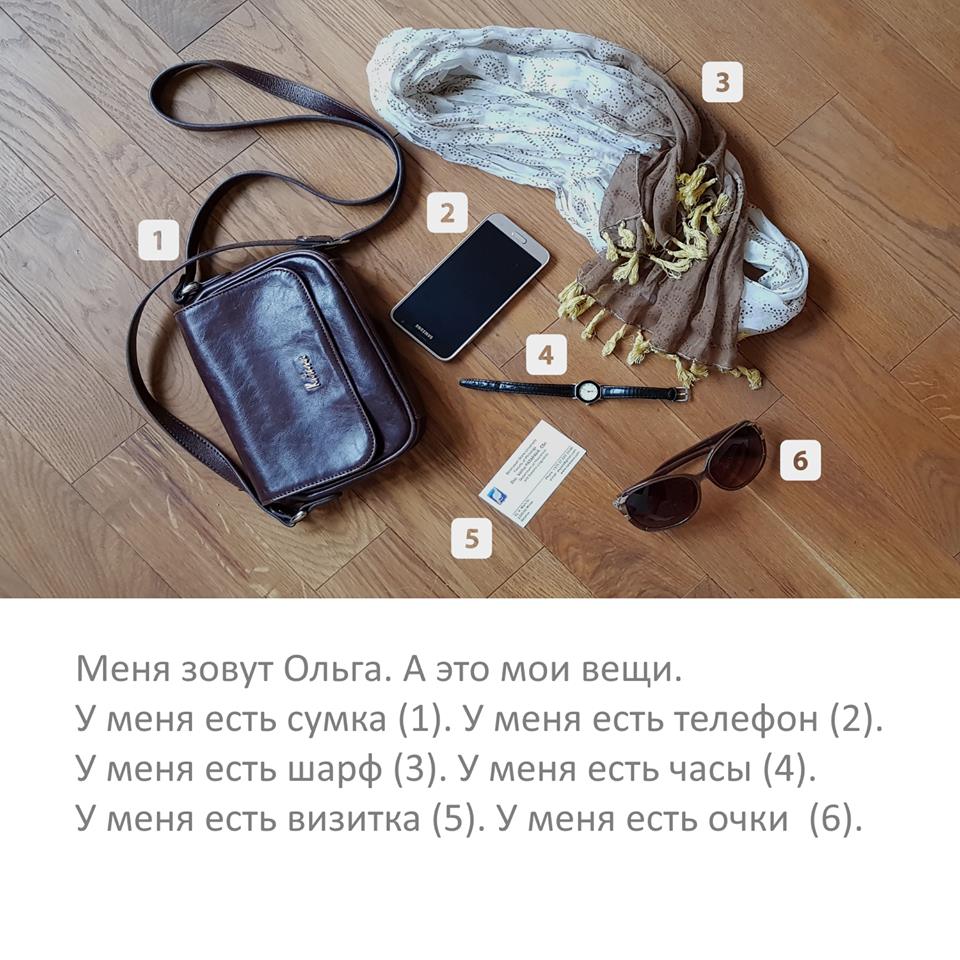 3
2
1
SAMSUNG
4
6
5
Меня зовут Ольга. А это мои вещи.
У меня есть сумка (1). У меня есть телефон (2).
У меня есть шарф (3). У меня есть часы (4).
У меня есть визитка (5). У меня есть очки (6).